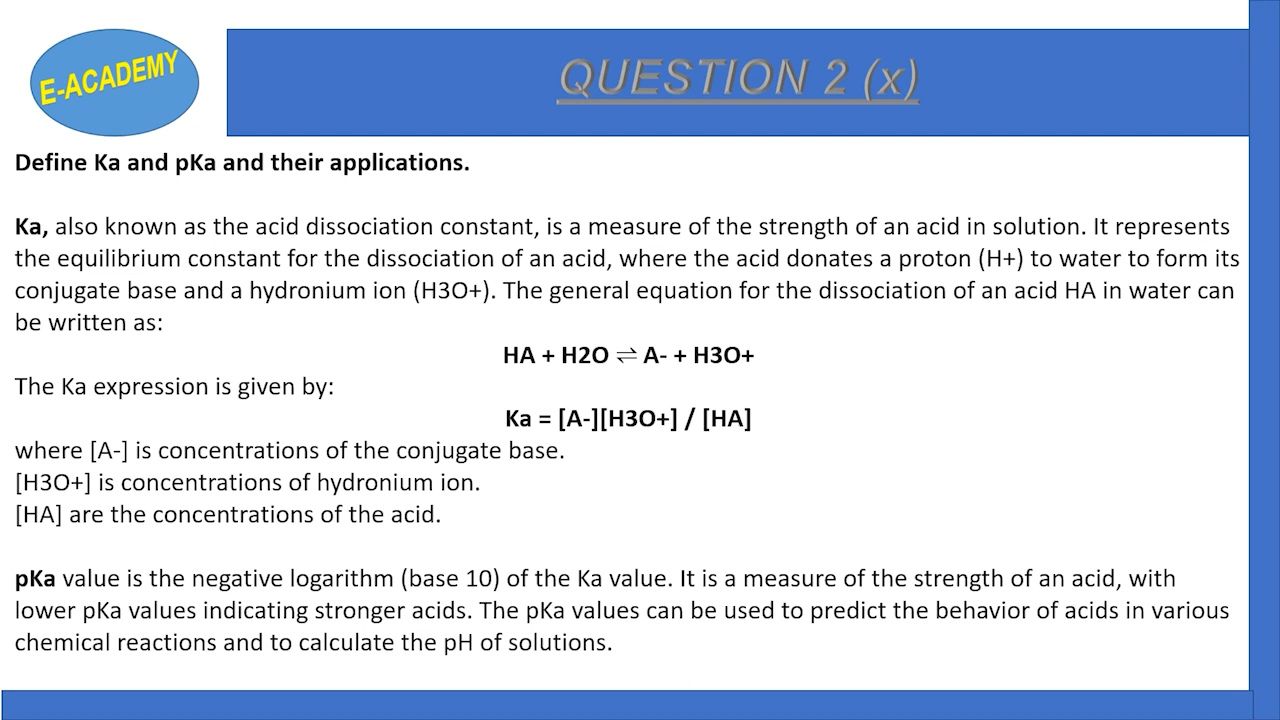 E-ACADEMY
QUESTION 2 (x)
Define Ka and pKa and their applications.
Ka, also known as the acid dissociation constant, is a measure of the strength of an acid in solution. It represents
the equilibrium constant for the dissociation of an acid, where the acid donates a proton (H+) to water to form its
conjugate base and a hydronium ion (H3O+). The general equation for the dissociation of an acid HA in water can
be written as:
HA + H2O ⇌ A- + H3O+
The Ka expression is given by:
Ka = [A-][H3O+] / [HA]
where [A-] is concentrations of the conjugate base.
[H3O+] is concentrations of hydronium ion.
[HA] are the concentrations of the acid.
pKa value is the negative logarithm (base 10) of the Ka value. It is a measure of the strength of an acid, with
lower pKa values indicating stronger acids. The pKa values can be used to predict the behavior of acids in various
chemical reactions and to calculate the pH of solutions.